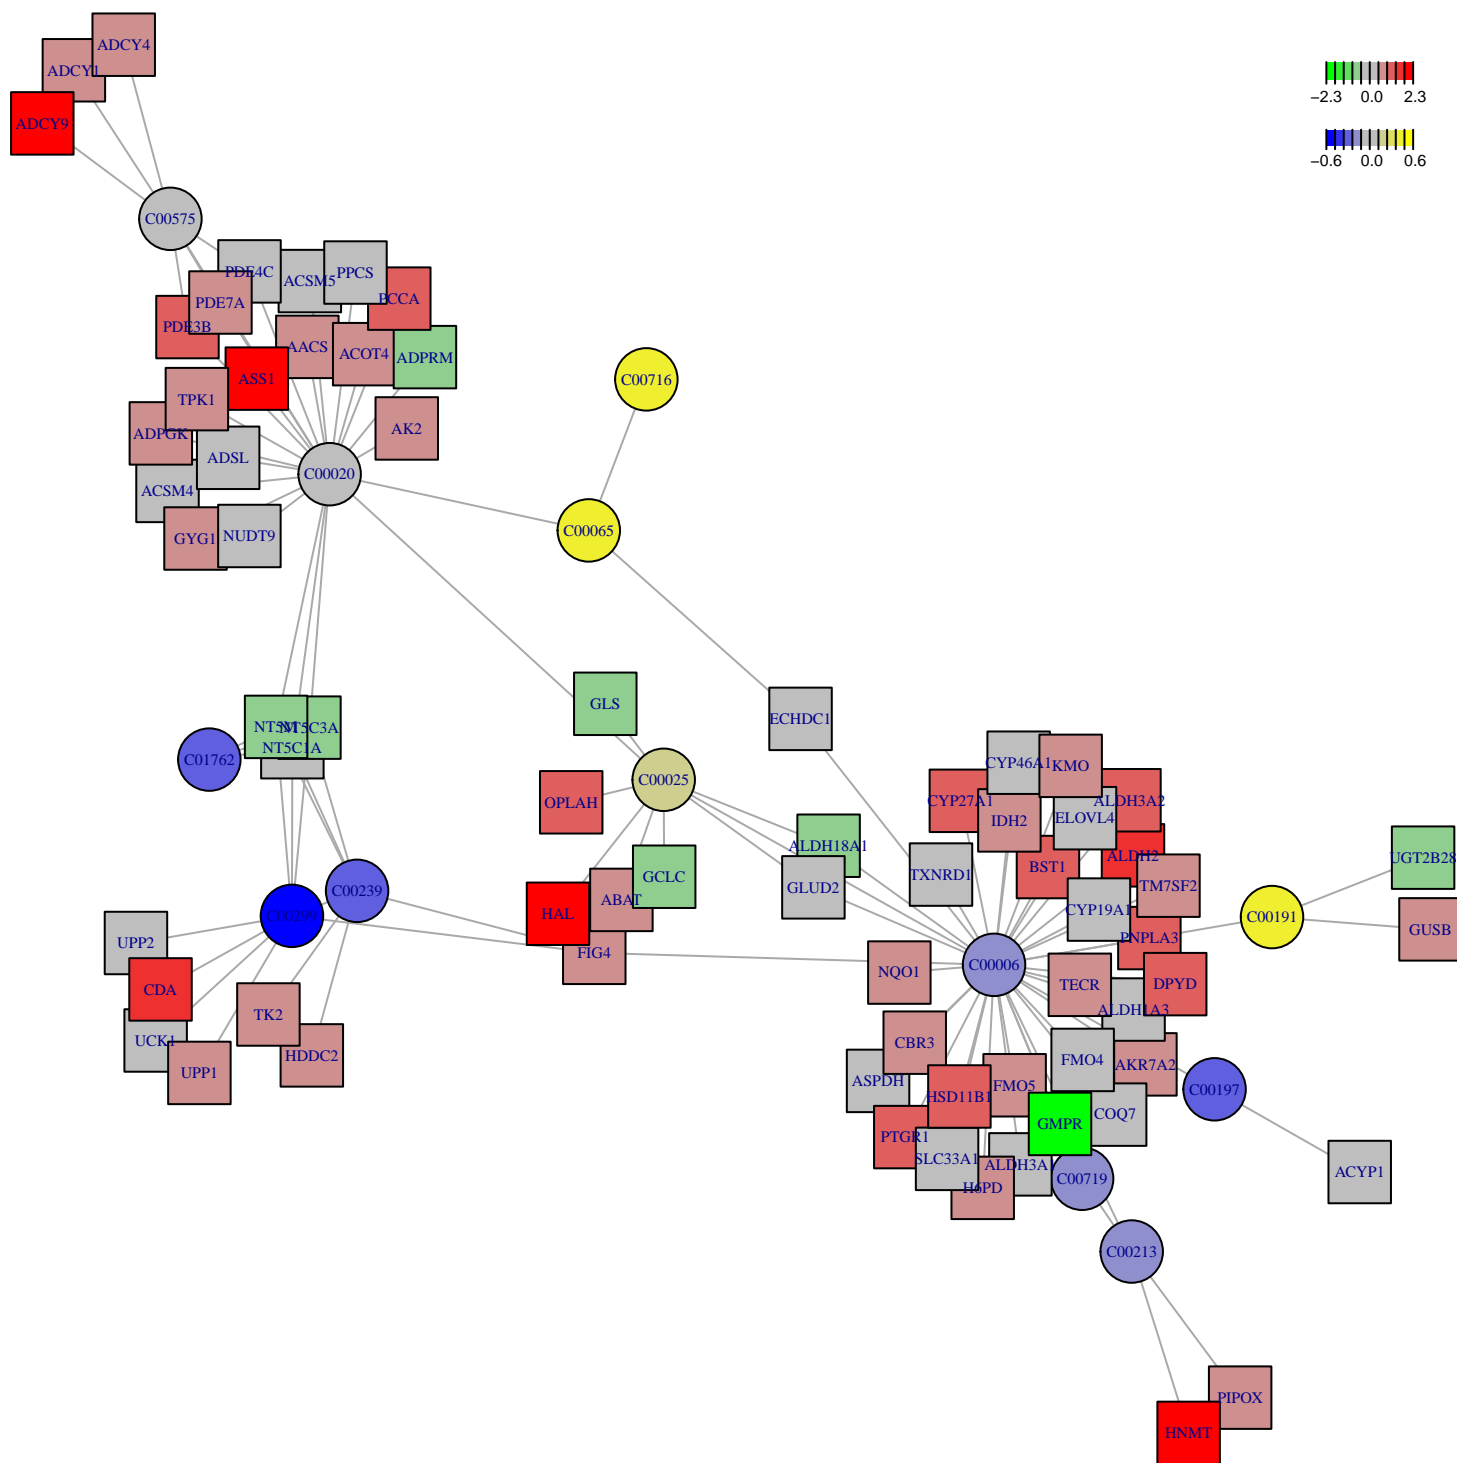 ADCY4
ADCY1
−2.3 0.0 2.3
ADCY9
−0.6 0.0 0.6
C00575
PDE4C
ACSM5
PPCS
PCCA
PDE7A
PDE3B
AACS
ACOT4
ADPRM
ASS1
C00716
TPK1
AK2
ADPGK
ADSL
C00020
ACSM4
C00065
GYG1
NUDT9
GLS
ECHDC1
NT5M
NT5C3A
NT5C1A
C01762
C00025
CYP46A1
KMO
OPLAH
CYP27A1
ALDH3A2
IDH2
ELOVL4
ALDH18A1
ALDH2
UGT2B28
BST1
TXNRD1
GLUD2
TM7SF2
C00239
GCLC
ABAT
HAL
CYP19A1
C00299
C00191
GUSB
UPP2
PNPLA3
FIG4
C00006
NQO1
CDA
TECR
DPYD
ALDH1A3
TK2
UCK1
CBR3
HDDC2
FMO4
AKR7A2
UPP1
ASPDH
FMO5
C00197
HSD11B1
GMPR
COQ7
PTGR1
SLC33A1
ALDH3A1
ACYP1
C00719
H6PD
C00213
PIPOX
HNMT